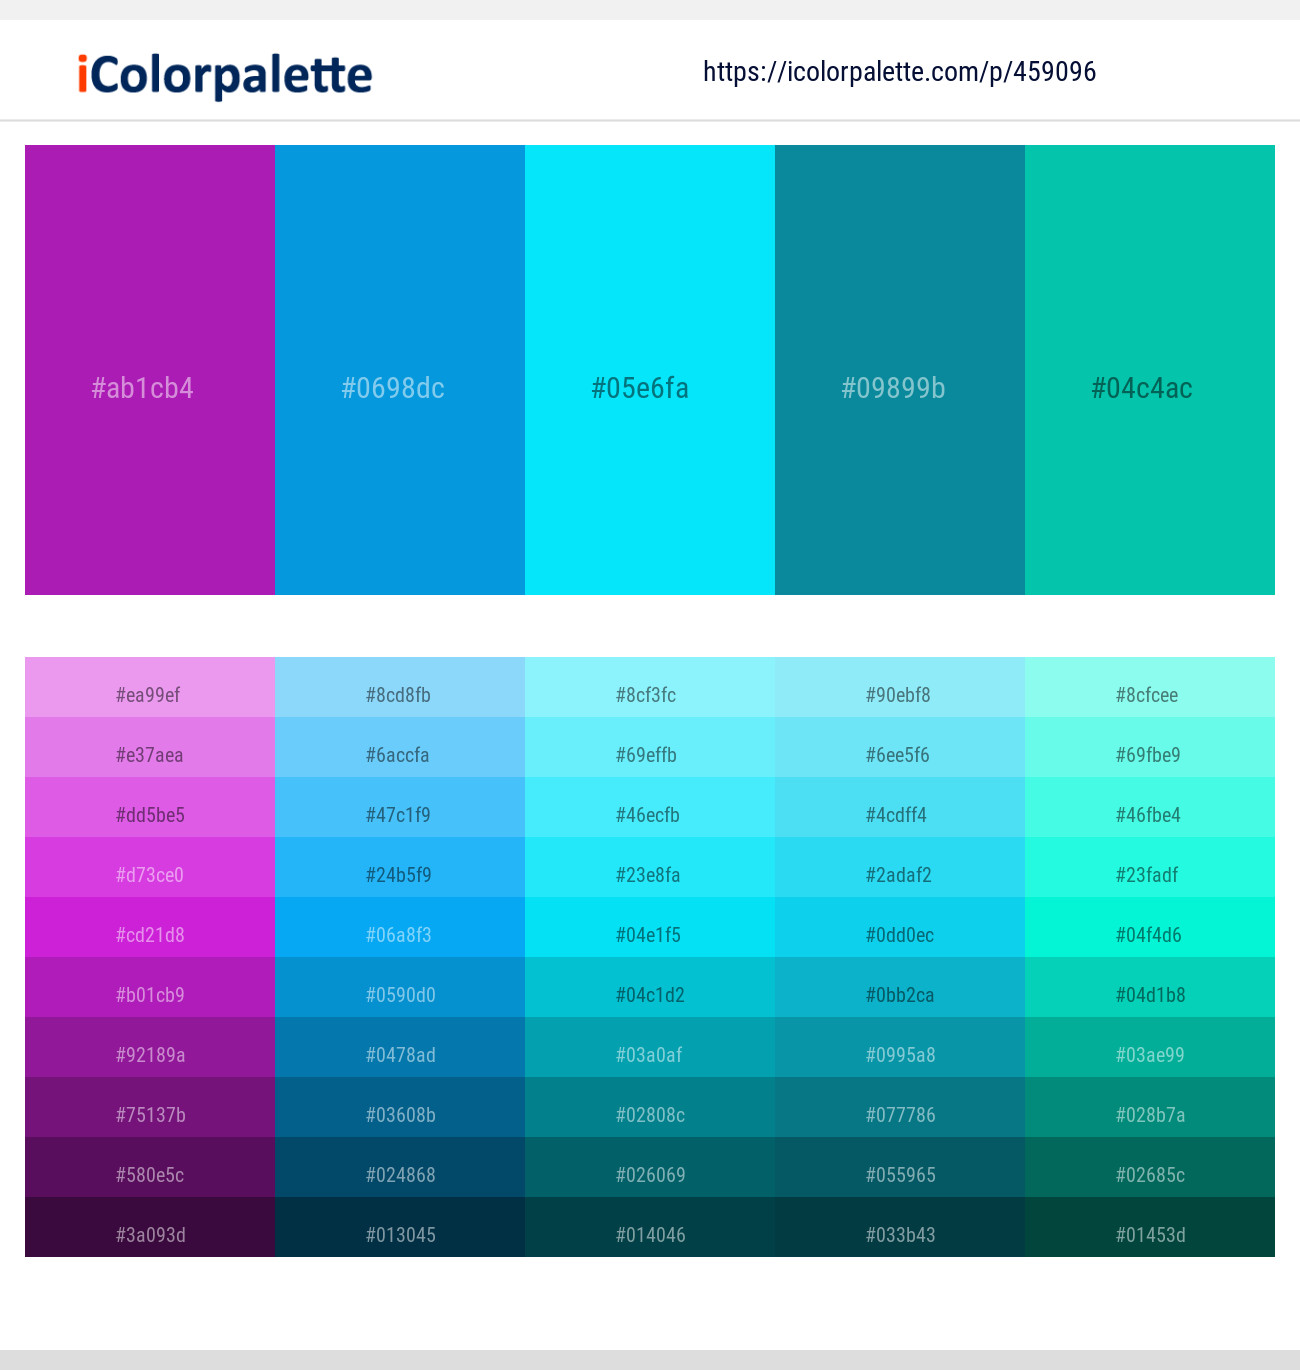 iColorpalette
https://icolorpalette.com/p/459096
#ab1cb4 #0698dc #05e6fa #09899b #04c4ac
#ea99ef #8cd8fb #8cf3fc #90ebf8 #8cfcee
#e37aea #6accfa #69effb #6ee5f6 #69fbe9
#dd5be5 #47c1f9 #46ecfb #4cdff4 #46fbe4
#d73ce0 #24b5f9 #23e8fa #2adaf2 #23fadf
#cd21d8 #06a8f3 #04e1f5 #0dd0ec #04f4d6
#b01cb9 #0590d0 #04c1d2 #0bb2ca #04d1b8
#92189a #0478ad #03a0af #0995a8 #03ae99
#75137b #03608b #02808c #077786 #028b7a
#580e5c #024868 #026069 #055965 #02685c
#3a093d #013045 #014046 #033b43 #01453d